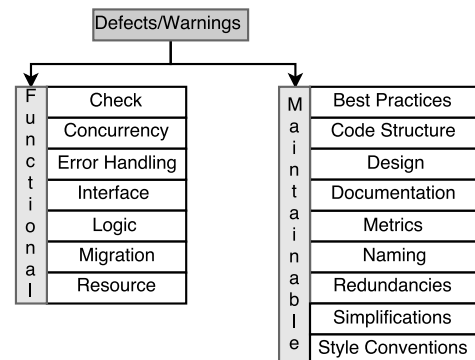 Defects/Warnings
Functional
Check
Concurrency
Error Handling
Interface
Logic
Migration
Resource
Maintainable
Best Practices
Code Structure
Design
Documentation
Metrics
Naming
Redundancies
Simplifications
Style Conventions